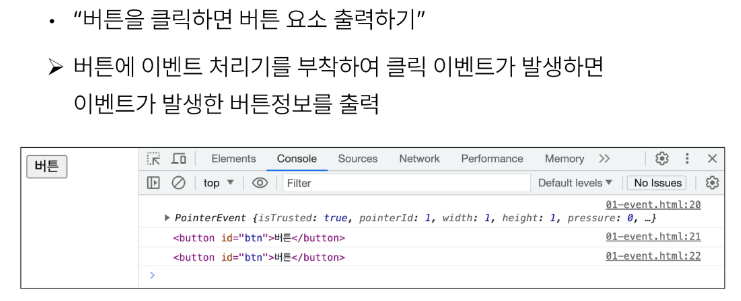 • “버튼을 클릭하면 버튼 요소 출력하기”
➢ 버튼에 이벤트 처리기를 부착하여 클릭 이벤트가 발생하면
이벤트가 발생한 버튼정보를 출력
버튼
Elements Console Sources Network Performance Memory >>
top ▼ Filter Default levels ▼ No Issues
01-event.html:20
▶ PointerEvent {isTrusted: true, pointerId: 1, width: 1, height: 1, pressure: 0, …}
<button id="btn">버튼</button> 01-event.html:21
<button id="btn">버튼</button> 01-event.html:22
>